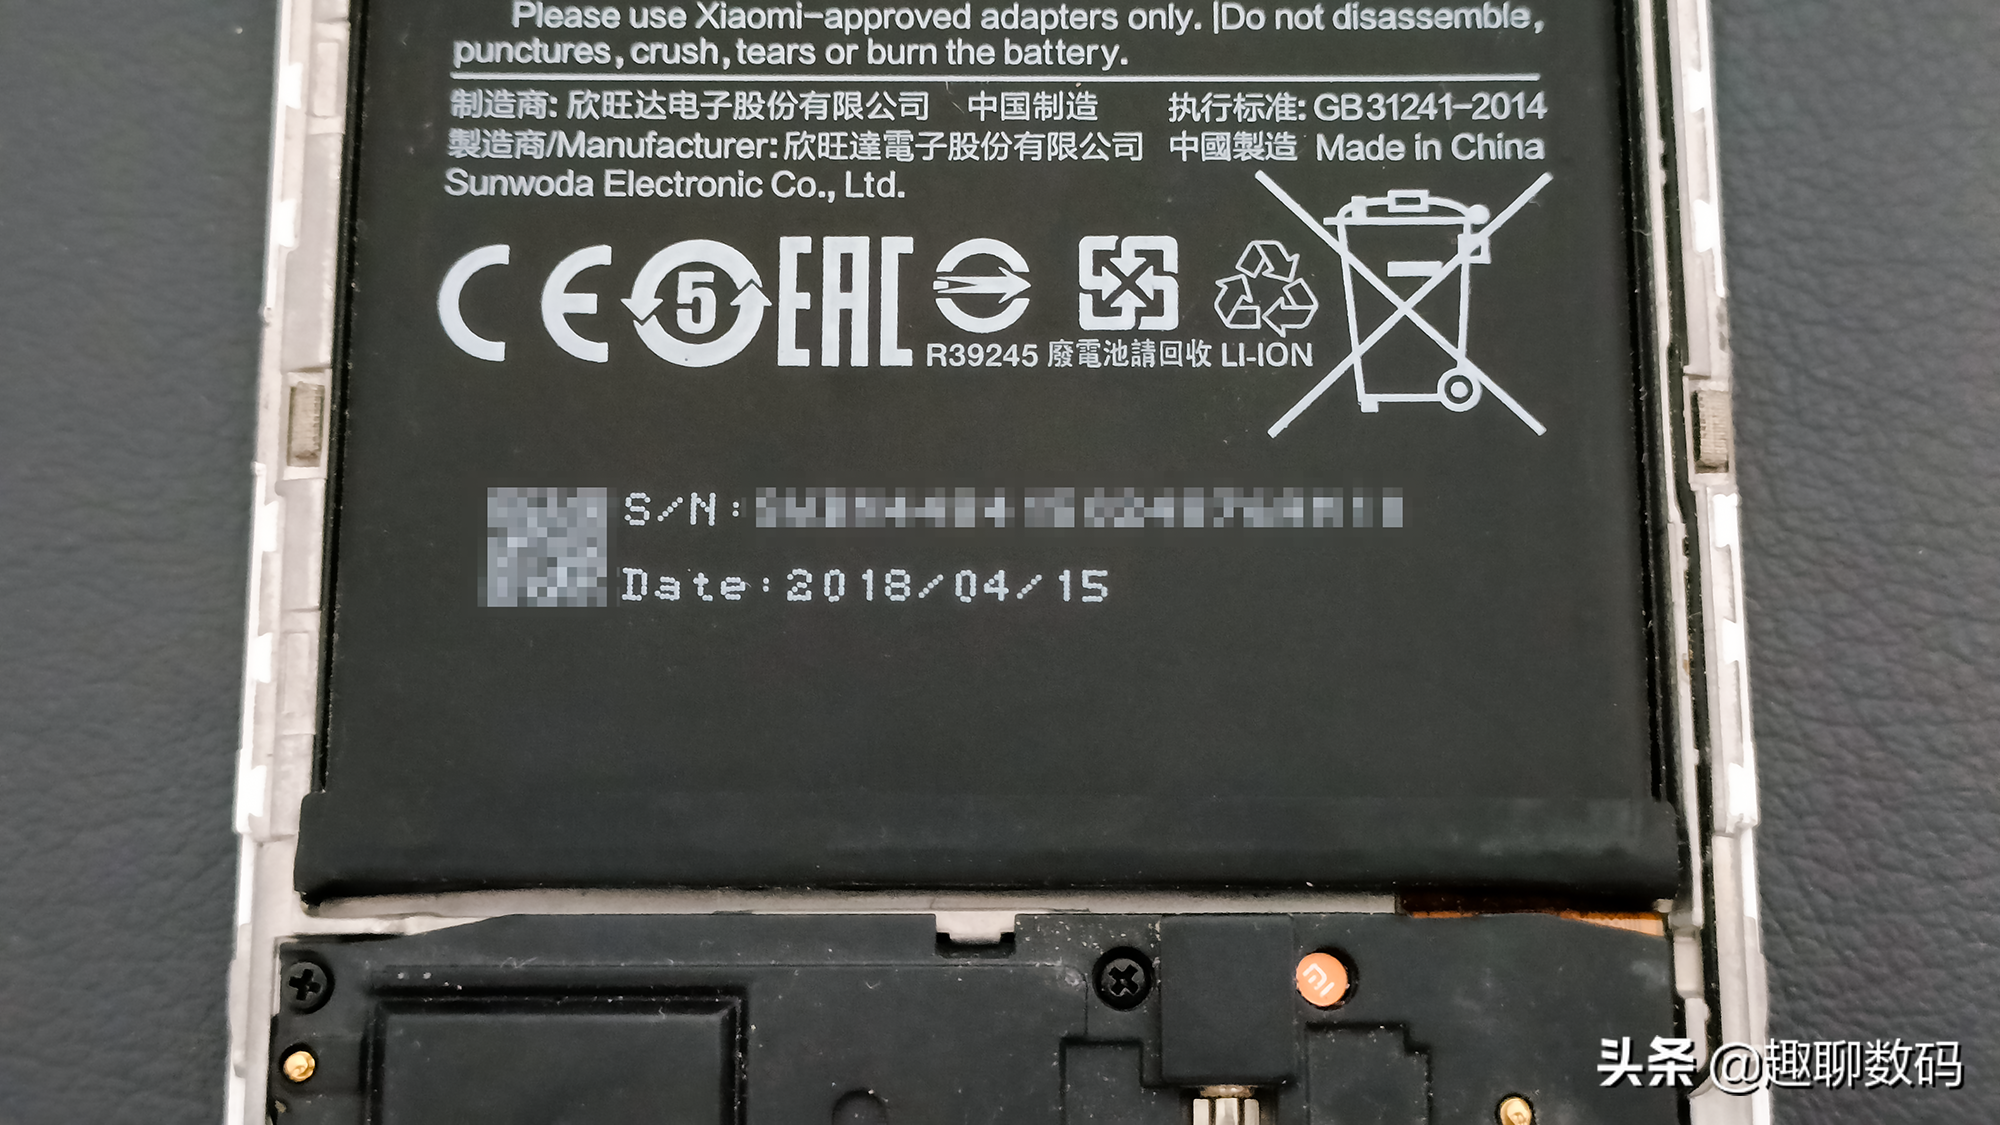 Please use Xiaomi-approved adapters only. |Do not disassemble,
punctures, crush, tears or burn the battery.
制造商: 欣旺达电子股份有限公司 中国制造 执行标准: GB 31241-2014
製造商/Manufacturer: 欣旺達電子股份有限公司 中國製造 Made in China
Sunwoda Electronic Co., Ltd.
CE 5 EAC
R39245 廢電池請回收 LI-ION
S/N:
Date: 2018/04/15
头条 @趣聊数码